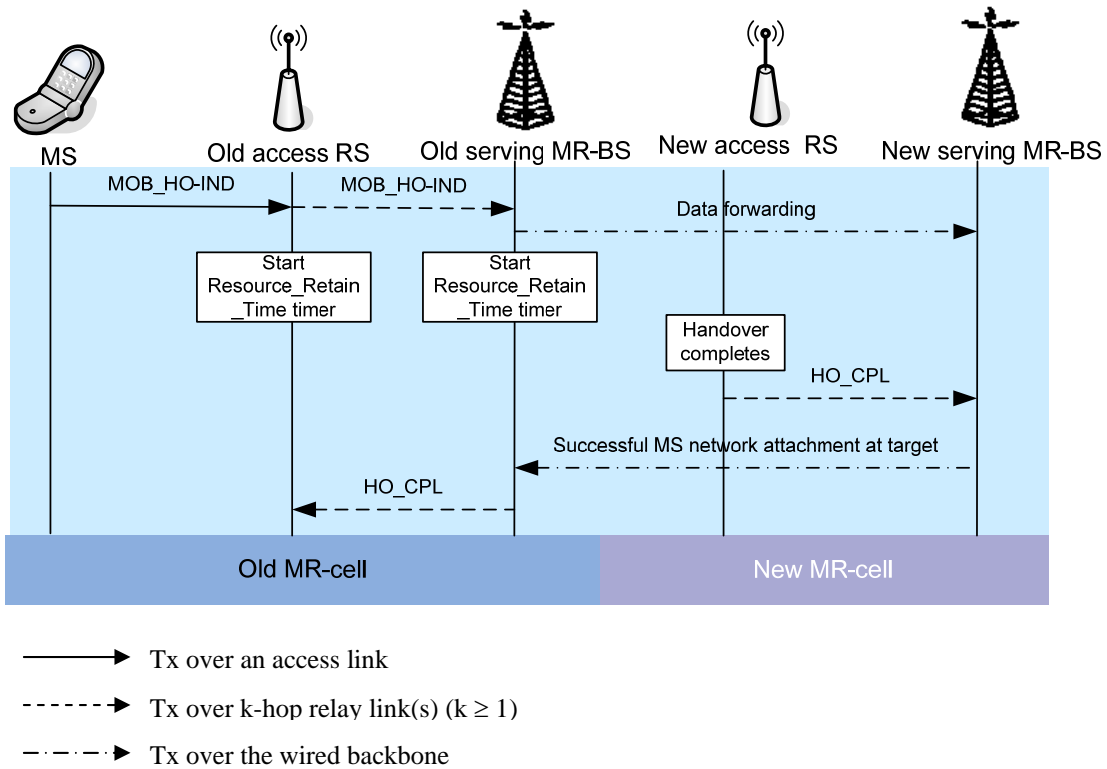 MS
Old access RS
Old serving MR-BS
New access RS
New serving MR-BS
MOB_HO-IND
MOB_HO-IND
Data forwarding
Start
Resource_Retain
_Time timer
Start
Resource_Retain
_Time timer
Handover
completes
HO_CPL
Successful MS network attachment at target
HO_CPL
Old MR-cell
New MR-cell
Tx over an access link
Tx over k-hop relay link(s) (k ≥ 1)
Tx over the wired backbone